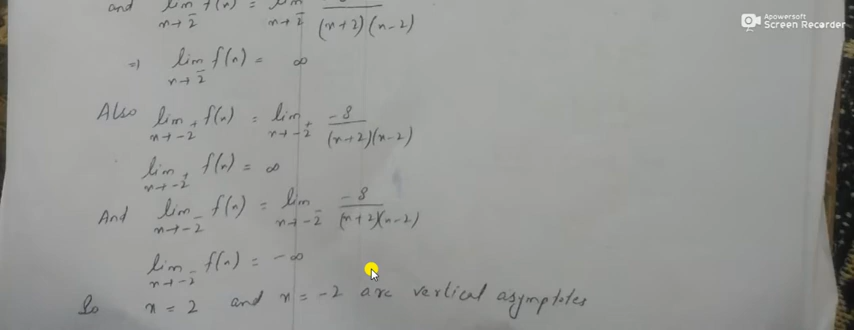 and lim f(x) = lim
x→2⁻ x→2⁻ (x+2)(x-2)
⇒ lim f(x) = ∞
x→2⁻
Also lim f(x) = lim -8
x→-2⁺ x→-2⁺ (x+2)(x-2)
lim f(x) = ∞
x→-2⁺
And lim f(x) = lim -8
x→-2⁻ x→-2⁻ (x+2)(x-2)
lim f(x) = -∞
x→-2⁻
So x = 2 and x = -2 are vertical asymptotes
Apowersoft
Screen Recorder